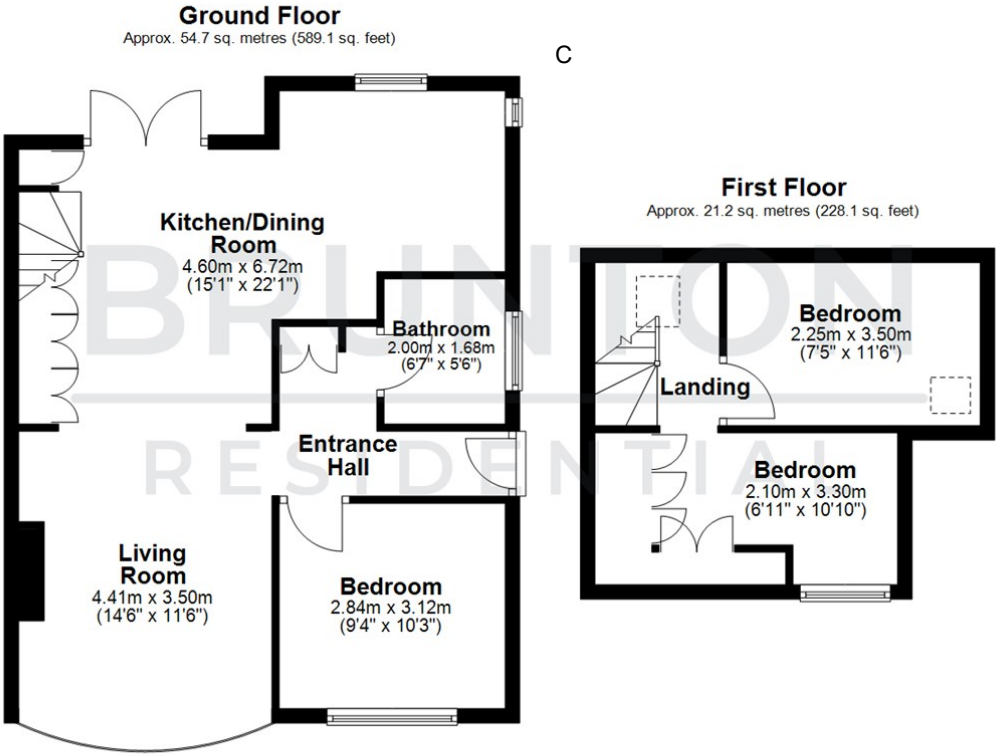 Ground Floor
Approx. 54.7 sq. metres (589.1 sq. feet)
C
Kitchen/Dining
Room
4.60m x 6.72m
(15'1" x 22'1")
Bathroom
2.00m x 1.68m
(6'7" x 5'6")
Entrance
Hall
Living
Room
4.41m x 3.50m
(14'6" x 11'6")
Bedroom
2.84m x 3.12m
(9'4" x 10'3")
First Floor
Approx. 21.2 sq. metres (228.1 sq. feet)
Bedroom
2.25m x 3.50m
(7'5" x 11'6")
Landing
Bedroom
2.10m x 3.30m
(6'11" x 10'10")
BRUNTON
RESIDENTIAL